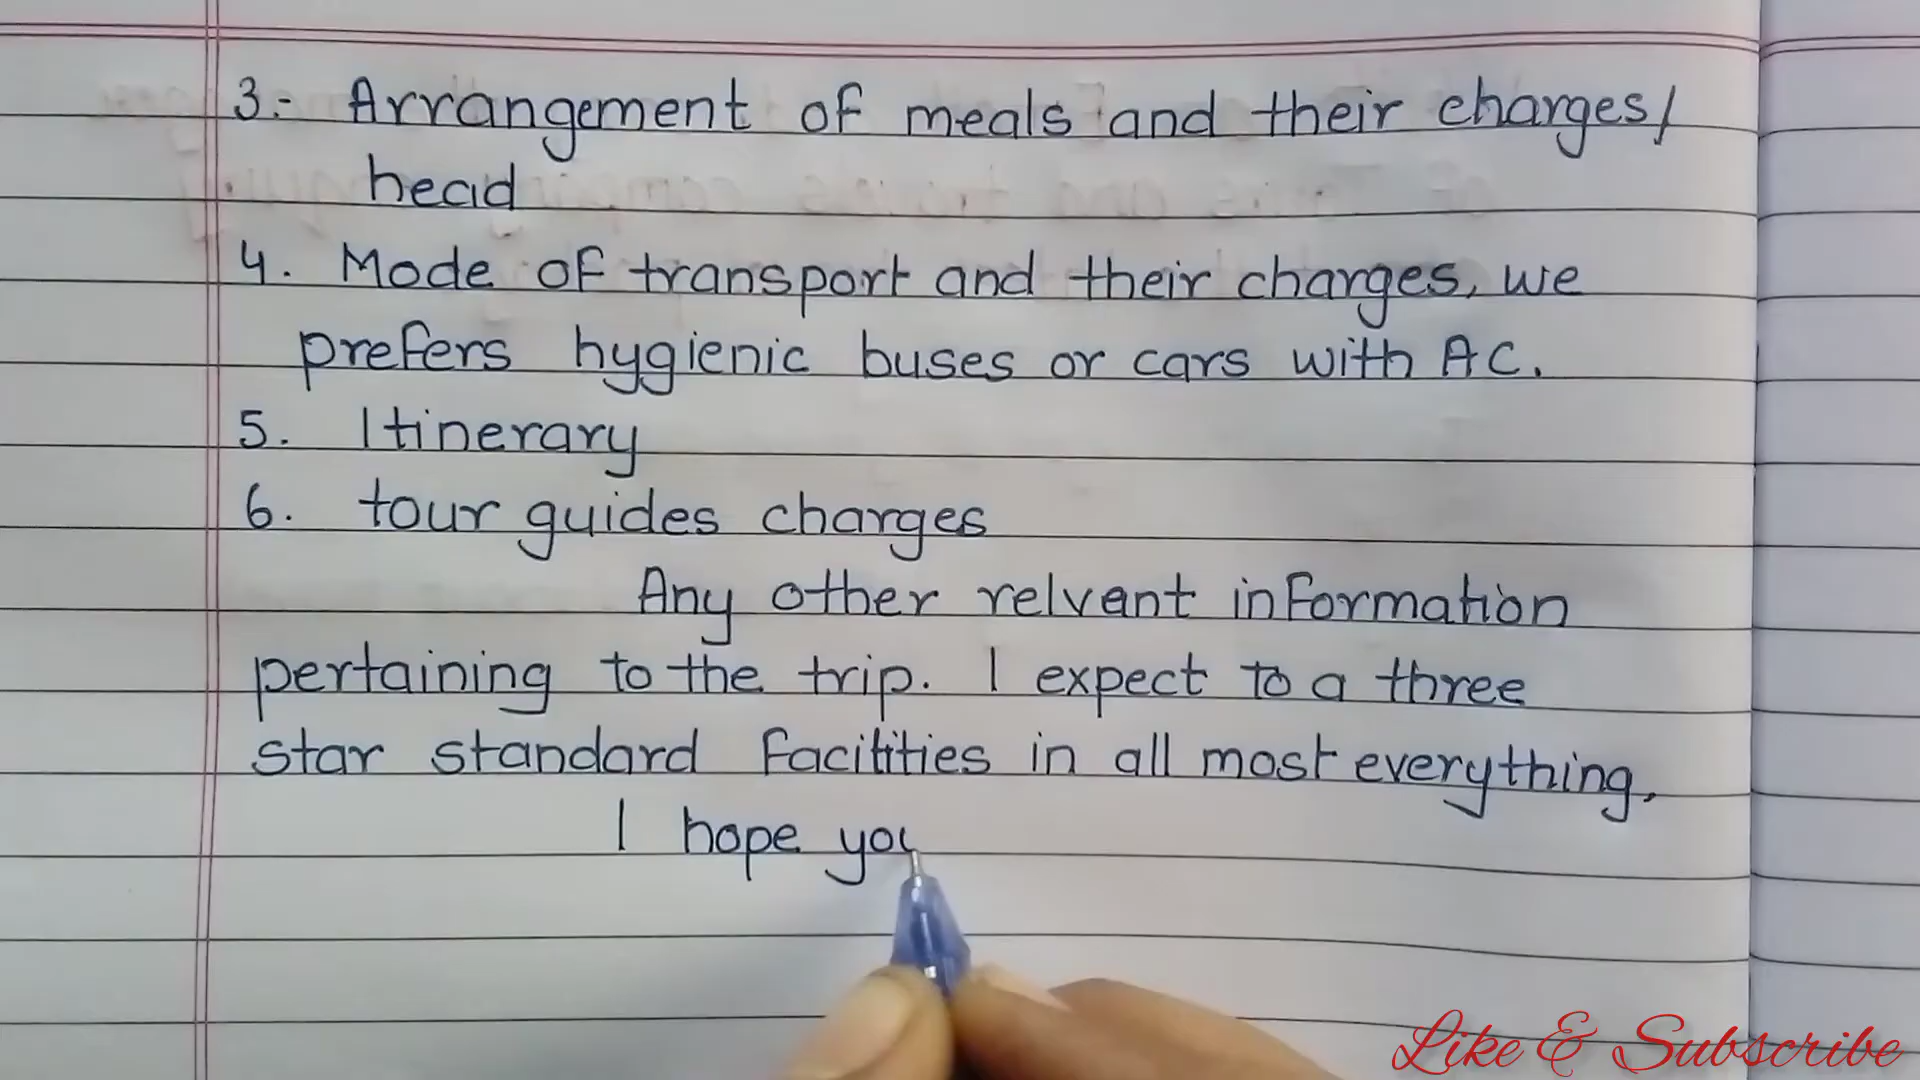 3:- Arrangement of meals and their charges/
head
4. Mode of transport and their charges, we
prefers hygienic buses or cars with AC.
5. Itinerary
6. tour guides charges
Any other relvant information
pertaining to the trip. I expect to a three
star standard facitities in all most everything,
I hope you
Like & Subscribe